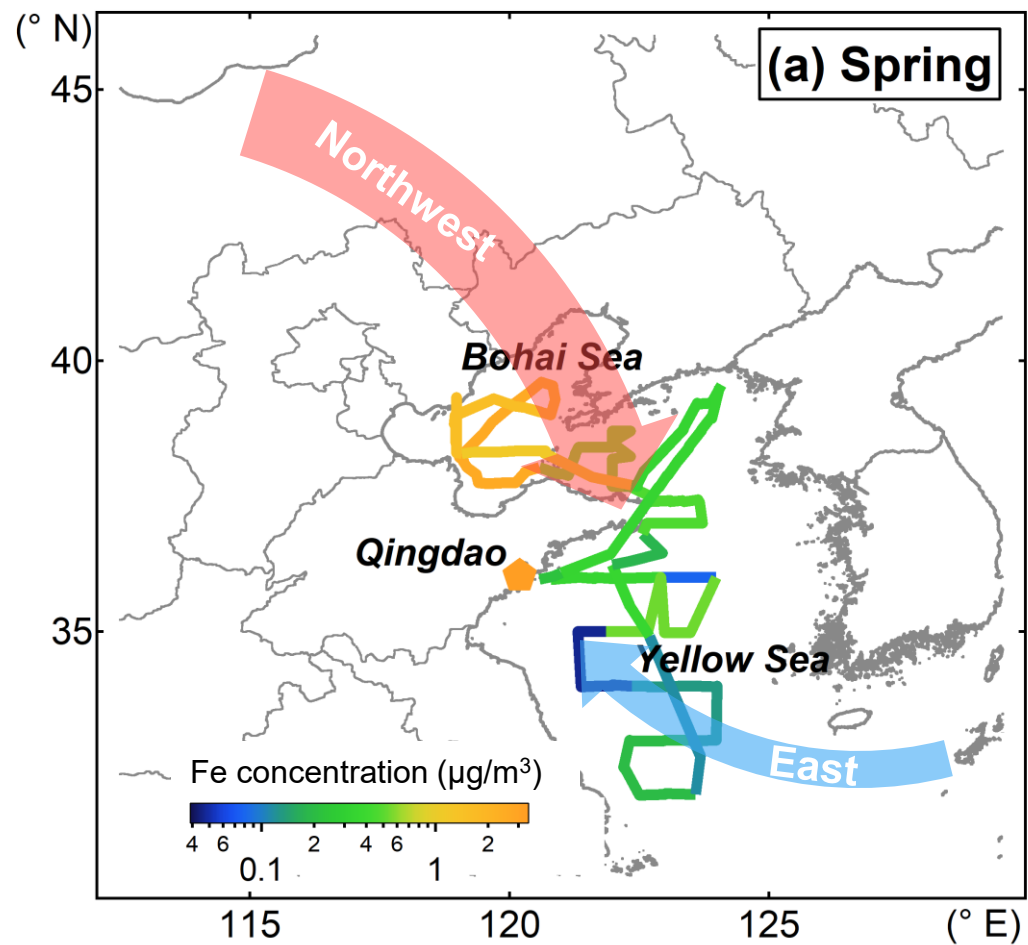 (° N)
(a) Spring
45
Northwest
Bohai Sea
40
Qingdao
35
Yellow Sea
East
Fe concentration (μg/m³)
4 6 2 4 6 2
0.1 1
115 120 125 (° E)